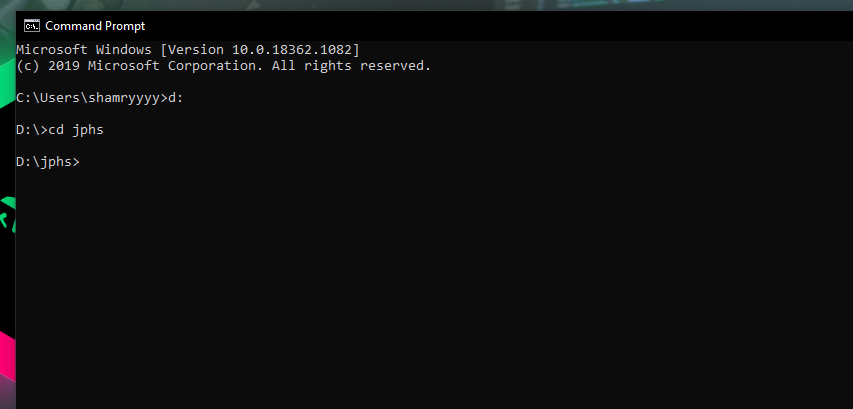 C:\. Command Prompt
Microsoft Windows [Version 10.0.18362.1082]
(c) 2019 Microsoft Corporation. All rights reserved.
C:\Users\shamryyyy>d:
D:\>cd jphs
D:\jphs>